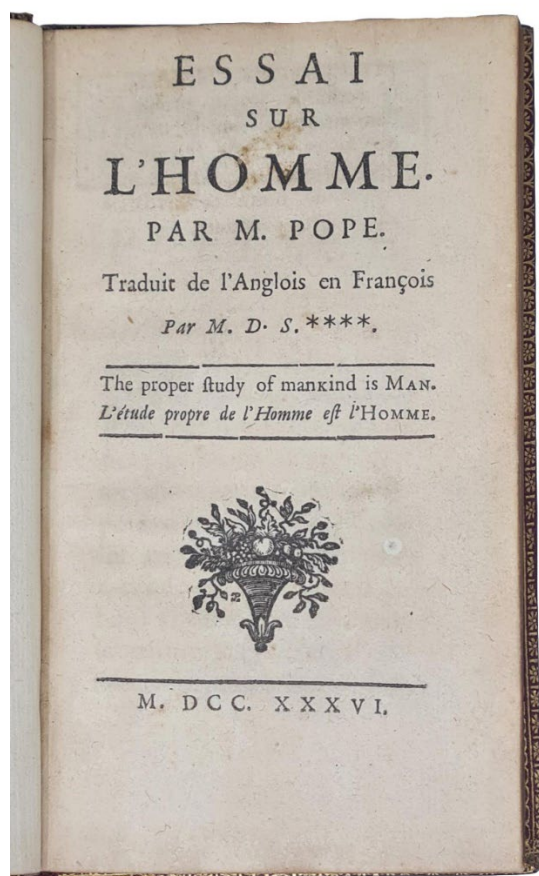 ESSAI
SUR
L'HOMME.
PAR M. POPE.
Traduit de l'Anglois en François
Par M. D. S. ****.
The proper ſtudy of manĸind is MAN.
L'étude propre de l'Homme eſt l'HOMME.
M. DCC. XXXVI.